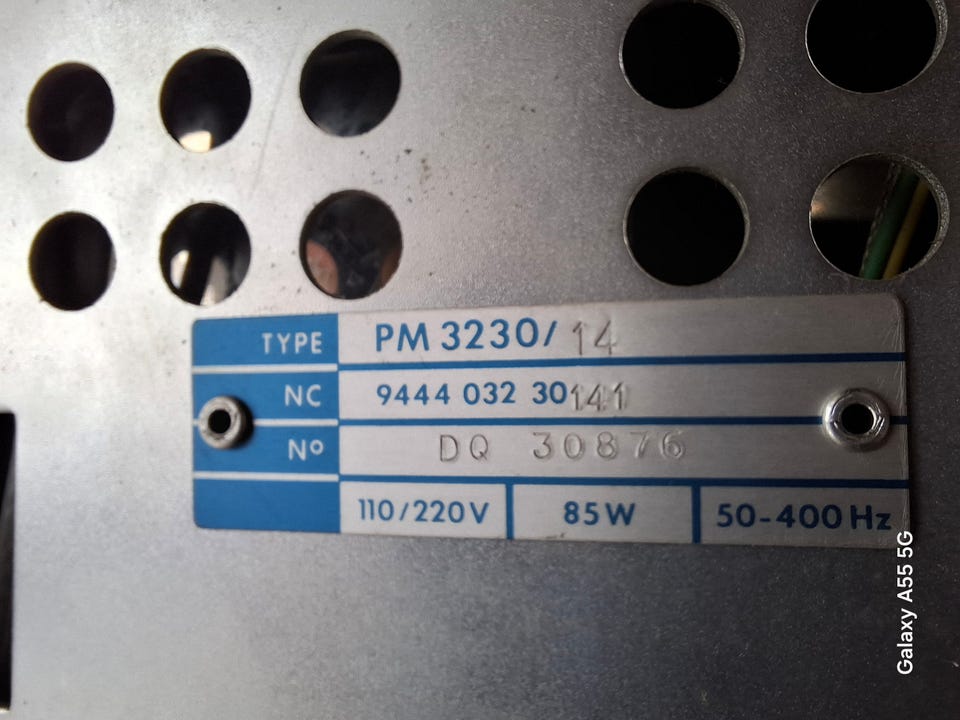 TYPE PM 3230/14
NC 9444 032 30141
Nº DQ 30876
110/220V 85W 50-400Hz
Galaxy A55 5G